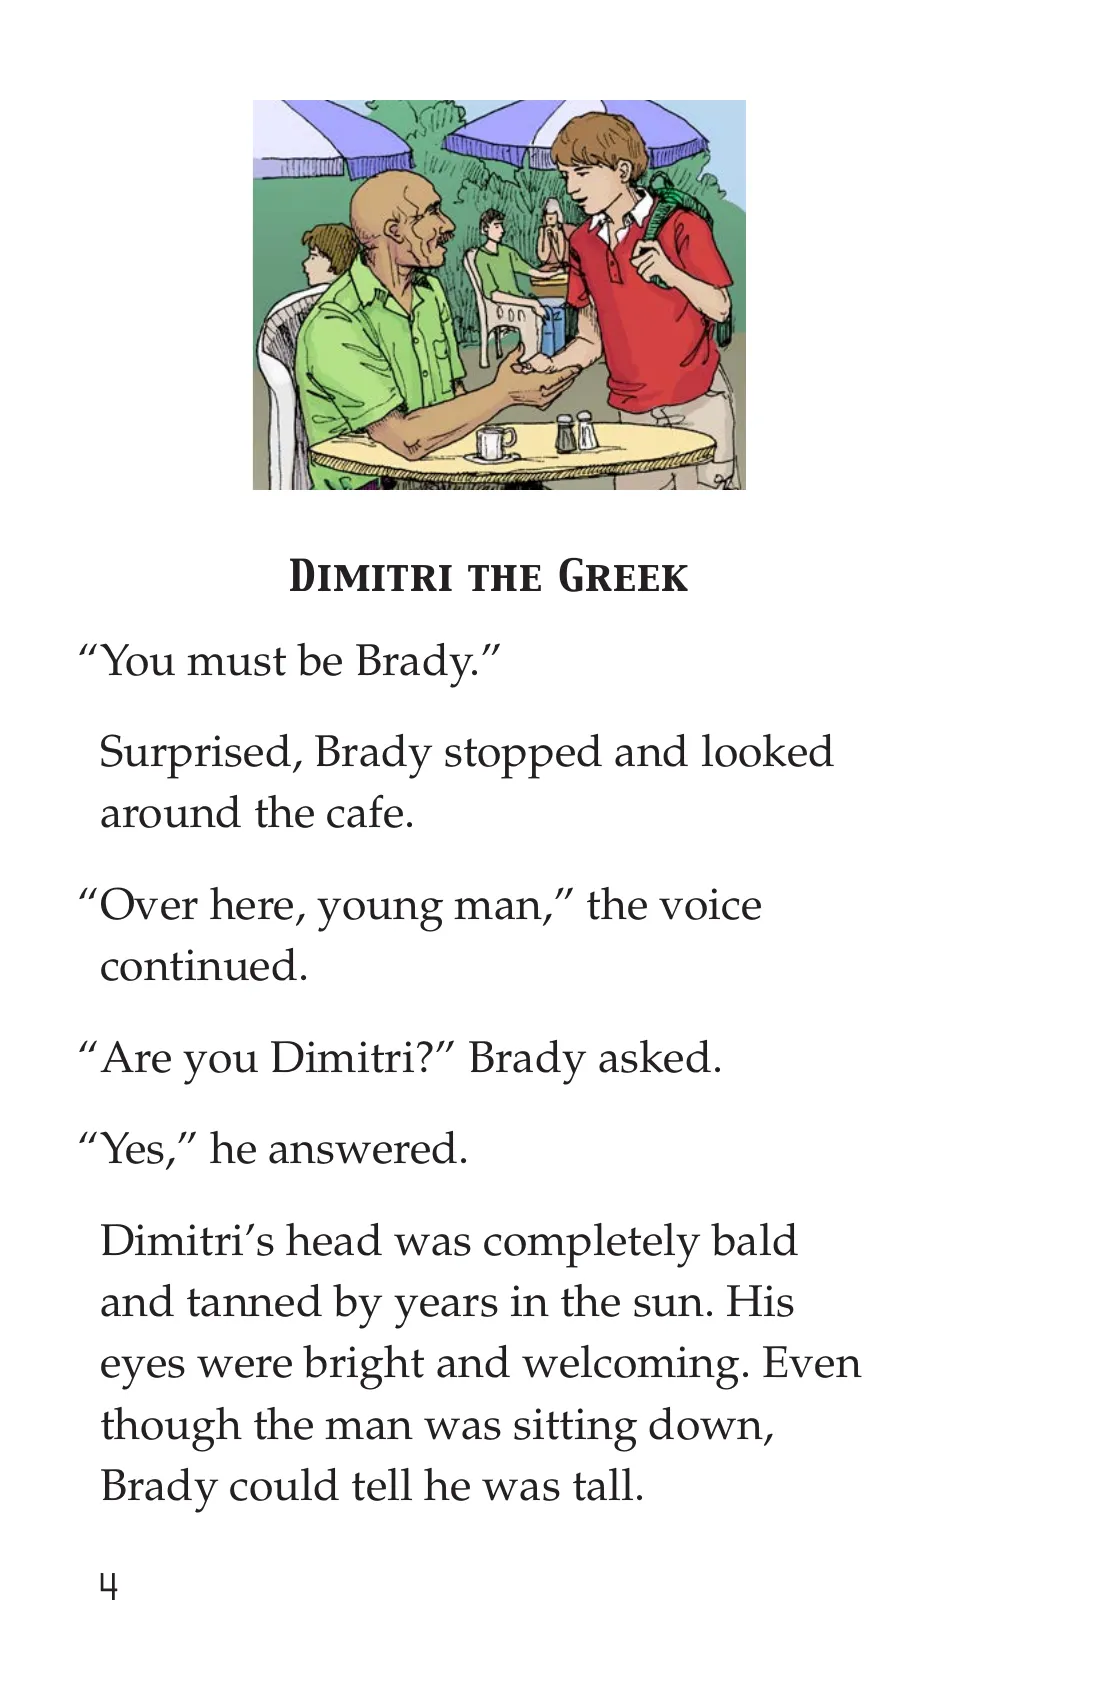 Dimitri the Greek
“You must be Brady.”
Surprised, Brady stopped and looked
around the cafe.
“Over here, young man,” the voice
continued.
“Are you Dimitri?” Brady asked.
“Yes,” he answered.
Dimitri’s head was completely bald
and tanned by years in the sun. His
eyes were bright and welcoming. Even
though the man was sitting down,
Brady could tell he was tall.
4